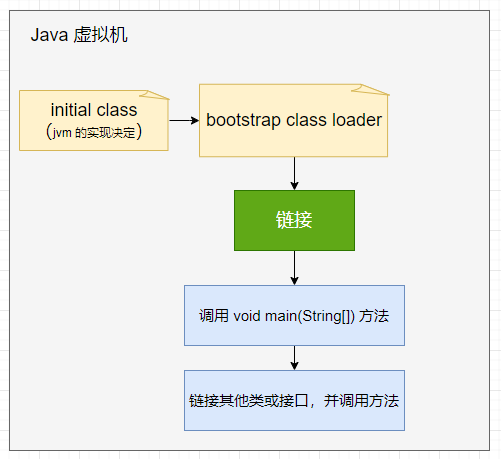 Java 虚拟机
initial class
（jvm 的实现决定）
bootstrap class loader
链接
调用 void main(String[]) 方法
链接其他类或接口，并调用方法